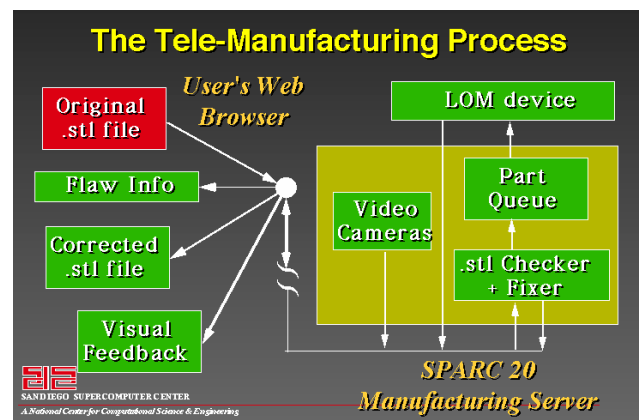 The Tele-Manufacturing Process
User's Web
Browser
Original
.stl file
Flaw Info
Corrected
.stl file
Visual
Feedback
LOM device
Part
Queue
Video
Cameras
.stl Checker
+ Fixer
SPARC 20
Manufacturing Server
SAN DIEGO SUPERCOMPUTER CENTER
A National Center for Computational Science & Engineering